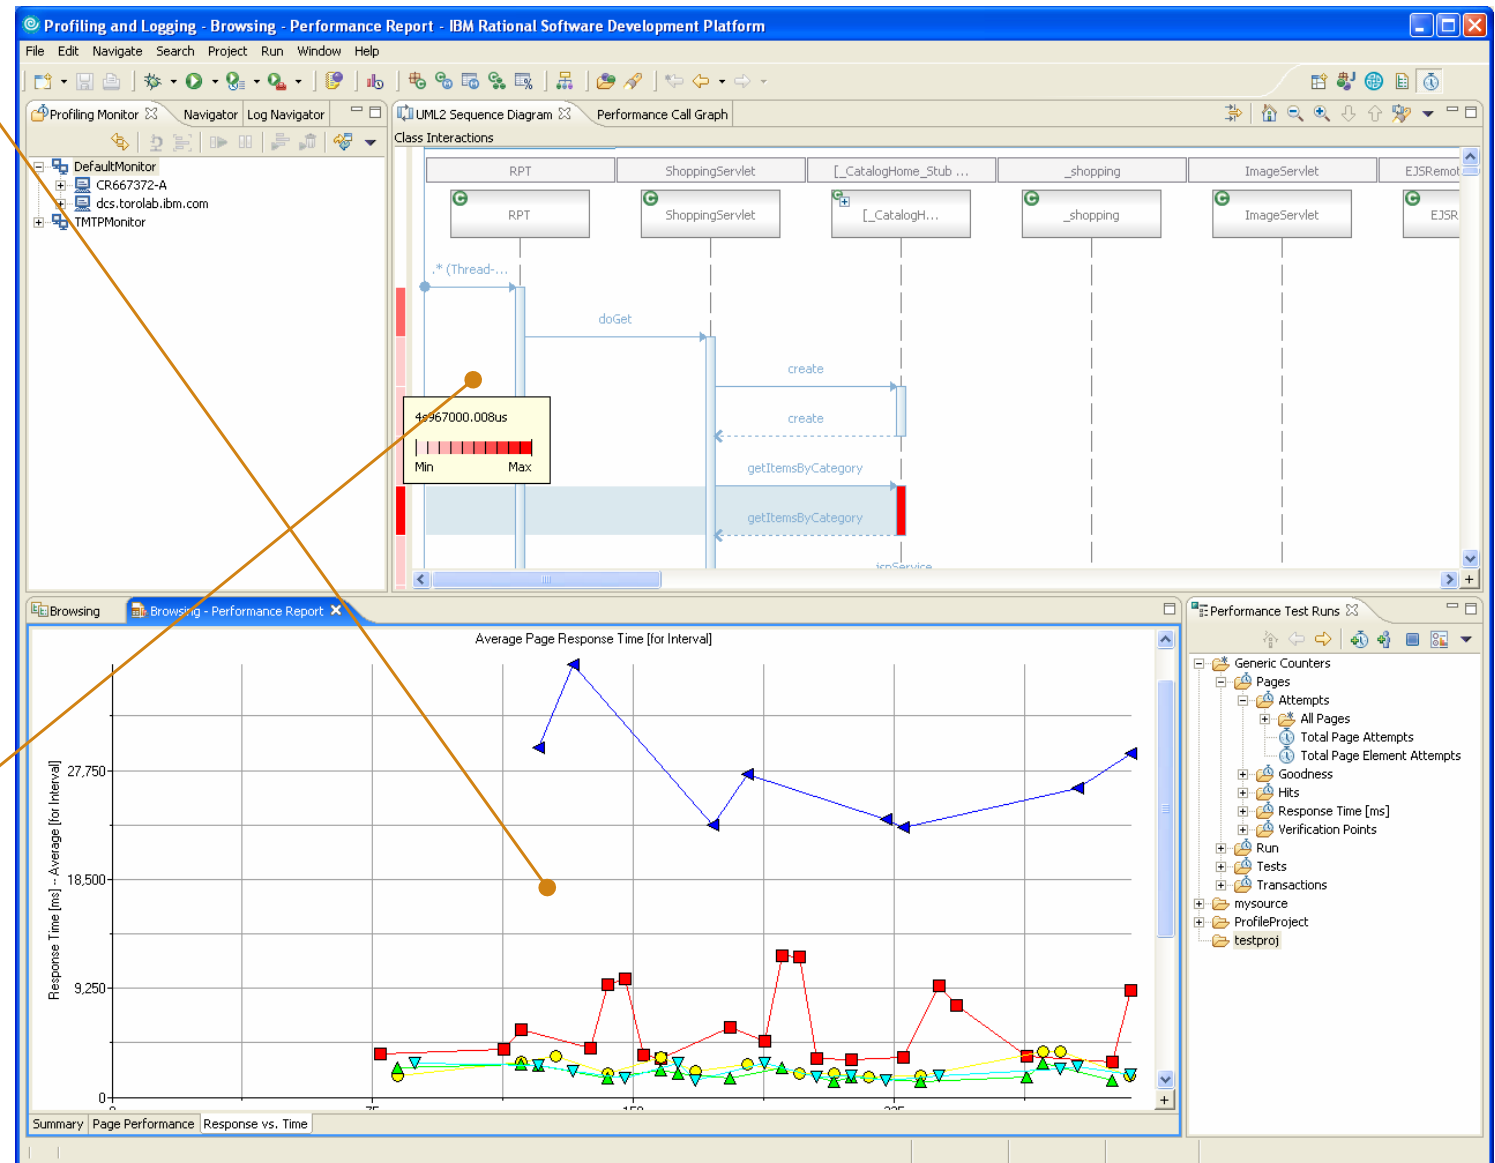 Profiling and Logging - Browsing - Performance Report - IBM Rational Software Development Platform
File Edit Navigate Search Project Run Window Help
Profiling Monitor Navigator Log Navigator
DefaultMonitor
CR667372-A
dcs.torolab.ibm.com
TMTPMonitor
UML2 Sequence Diagram Performance Call Graph
Class Interactions
RPT ShoppingServlet [_CatalogHome_Stub ... _shopping ImageServlet EJSRemot
RPT ShoppingServlet [_CatalogH... _shopping ImageServlet EJSR
.* (Thread-...
doGet
create
create
4s967000.008us
Min Max
getItemsByCategory
getItemsByCategory
jspService
Browsing Browsing - Performance Report
Average Page Response Time [for Interval]
Response Time [ms] -- Average [for Interval]
27,750
18,500
9,250
0
0 75 150 225
Summary Page Performance Response vs. Time
Performance Test Runs
Generic Counters
Pages
Attempts
All Pages
Total Page Attempts
Total Page Element Attempts
Goodness
Hits
Response Time [ms]
Verification Points
Run
Tests
Transactions
mysource
ProfileProject
testproj